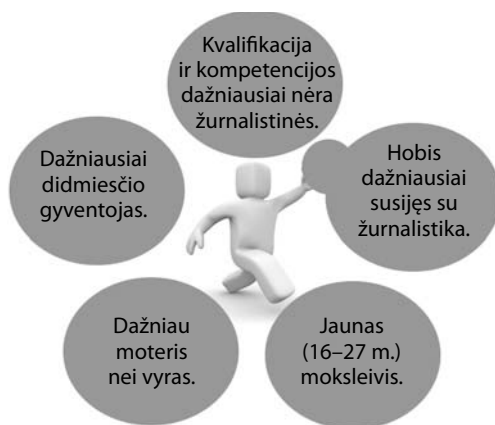 Kvalifikacija
ir kompetencijos
dažniausiai nėra
žurnalistinės.
Dažniausiai
didmiesčio
gyventojas.
Hobis
dažniausiai
susijęs su
žurnalistika.
Dažniau
moteris
nei vyras.
Jaunas
(16–27 m.)
moksleivis.